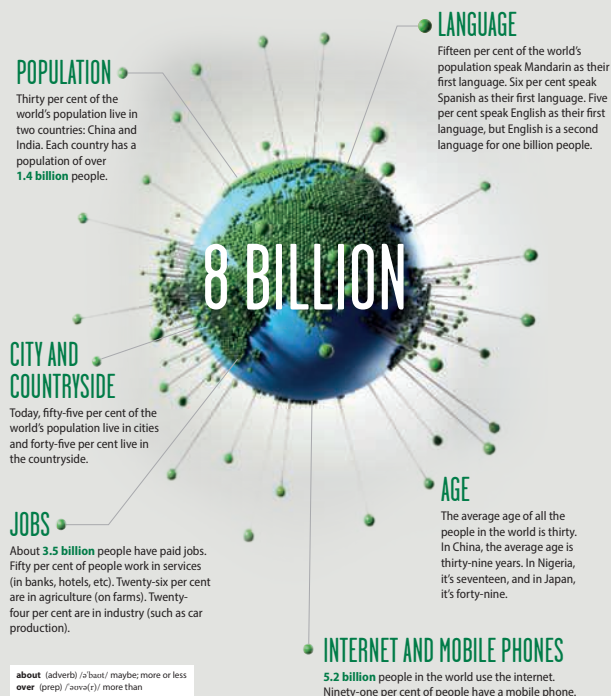 LANGUAGE
Fifteen per cent of the world's
population speak Mandarin as their
first language. Six per cent speak
Spanish as their first language. Five
per cent speak English as their first
language, but English is a second
language for one billion people.
POPULATION
Thirty per cent of the
world's population live in
two countries: China and
India. Each country has a
population of over
1.4 billion people.
8 BILLION
CITY AND
COUNTRYSIDE
Today, fifty-five per cent of the
world's population live in cities
and forty-five per cent live in
the countryside.
JOBS
About 3.5 billion people have paid jobs.
Fifty per cent of people work in services
(in banks, hotels, etc). Twenty-six per cent
are in agriculture (on farms). Twenty-
four per cent are in industry (such as car
production).
AGE
The average age of all the
people in the world is thirty.
In China, the average age is
thirty-nine years. In Nigeria,
it's seventeen, and in Japan,
it's forty-nine.
INTERNET AND MOBILE PHONES
5.2 billion people in the world use the internet.
Ninety-one per cent of people have a mobile phone.
about (adverb) /əˈbaʊt/ maybe; more or less
over (prep) /ˈəʊvə(r)/ more than